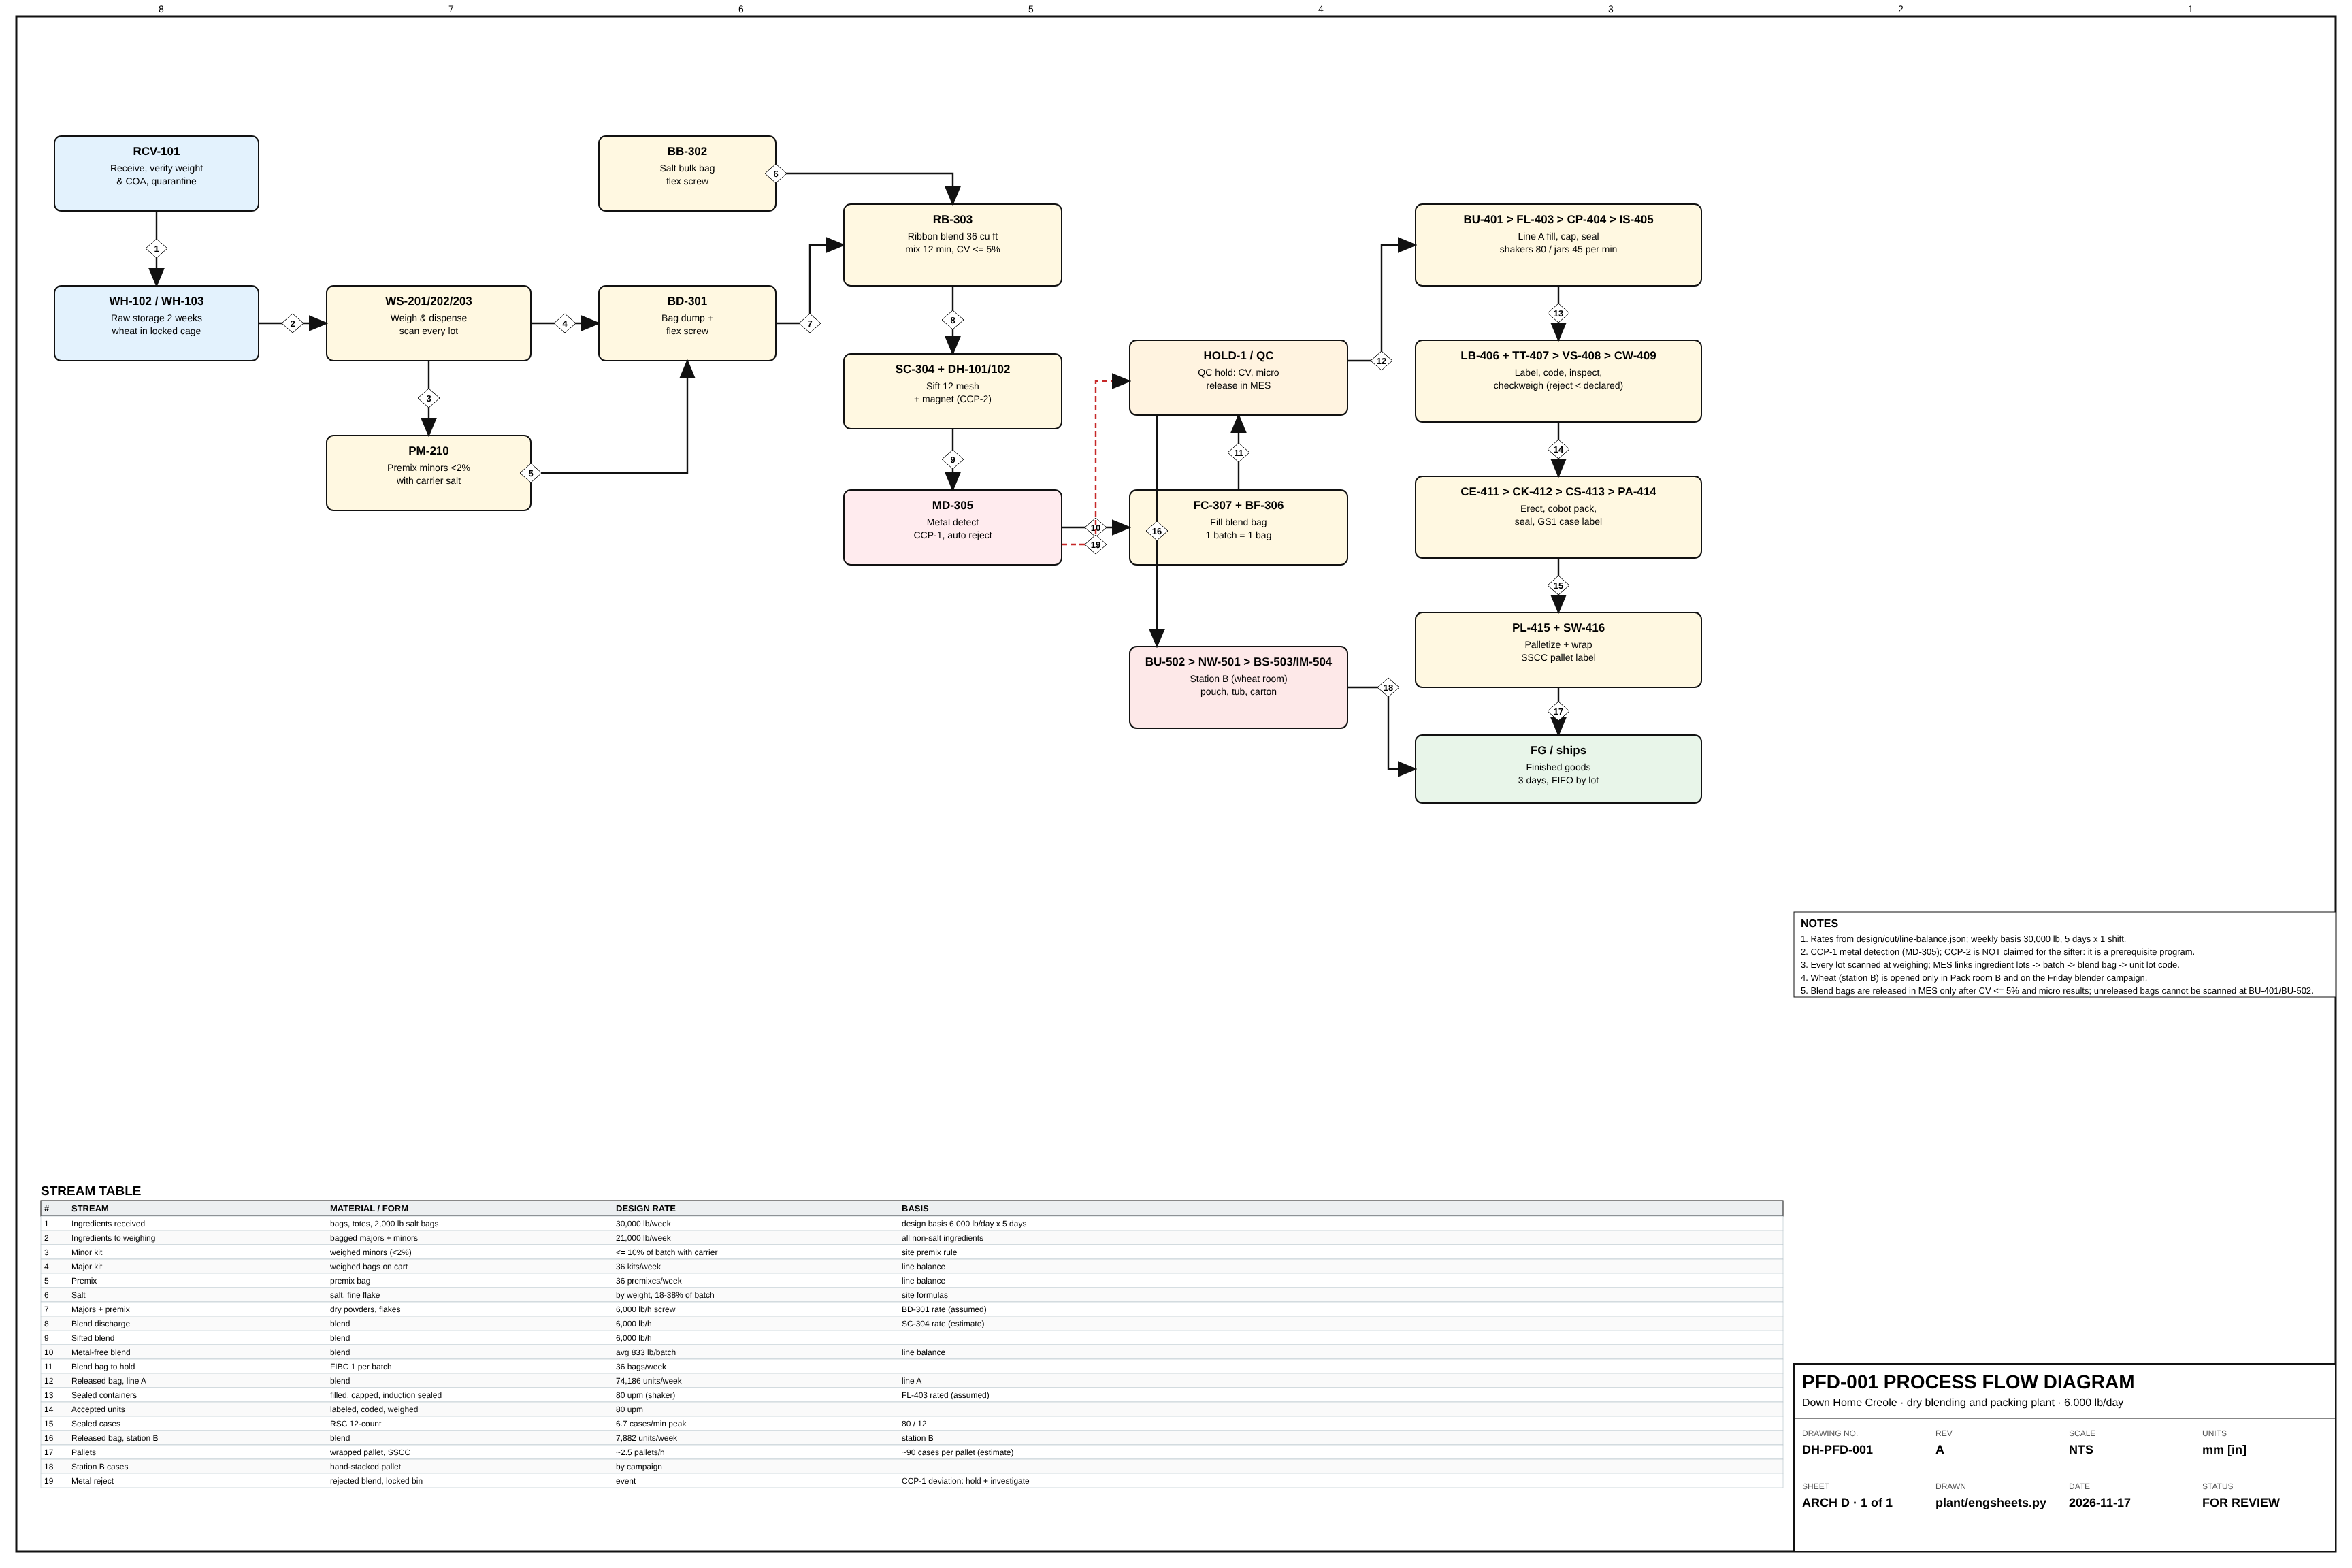 8 7 6 5 4 3 2 1
RCV-101
Receive, verify weight
& COA, quarantine
1
WH-102 / WH-103
Raw storage 2 weeks
wheat in locked cage
2
WS-201/202/203
Weigh & dispense
scan every lot
3
PM-210
Premix minors <2%
with carrier salt
4
5
BB-302
Salt bulk bag
flex screw
6
BD-301
Bag dump +
flex screw
7
RB-303
Ribbon blend 36 cu ft
mix 12 min, CV <= 5%
8
SC-304 + DH-101/102
Sift 12 mesh
+ magnet (CCP-2)
9
MD-305
Metal detect
CCP-1, auto reject
10
19
HOLD-1 / QC
QC hold: CV, micro
release in MES
11
FC-307 + BF-306
Fill blend bag
1 batch = 1 bag
16
BU-502 > NW-501 > BS-503/IM-504
Station B (wheat room)
pouch, tub, carton
12
18
BU-401 > FL-403 > CP-404 > IS-405
Line A fill, cap, seal
shakers 80 / jars 45 per min
13
LB-406 + TT-407 > VS-408 > CW-409
Label, code, inspect,
checkweigh (reject < declared)
14
CE-411 > CK-412 > CS-413 > PA-414
Erect, cobot pack,
seal, GS1 case label
15
PL-415 + SW-416
Palletize + wrap
SSCC pallet label
17
FG / ships
Finished goods
3 days, FIFO by lot
NOTES
1. Rates from design/out/line-balance.json; weekly basis 30,000 lb, 5 days x 1 shift.
2. CCP-1 metal detection (MD-305); CCP-2 is NOT claimed for the sifter: it is a prerequisite program.
3. Every lot scanned at weighing; MES links ingredient lots -> batch -> blend bag -> unit lot code.
4. Wheat (station B) is opened only in Pack room B and on the Friday blender campaign.
5. Blend bags are released in MES only after CV <= 5% and micro results; unreleased bags cannot be scanned at BU-401/BU-502.
STREAM TABLE
# STREAM MATERIAL / FORM DESIGN RATE BASIS
1 Ingredients received bags, totes, 2,000 lb salt bags 30,000 lb/week design basis 6,000 lb/day x 5 days
2 Ingredients to weighing bagged majors + minors 21,000 lb/week all non-salt ingredients
3 Minor kit weighed minors (<2%) <= 10% of batch with carrier site premix rule
4 Major kit weighed bags on cart 36 kits/week line balance
5 Premix premix bag 36 premixes/week line balance
6 Salt salt, fine flake by weight, 18-38% of batch site formulas
7 Majors + premix dry powders, flakes 6,000 lb/h screw BD-301 rate (assumed)
8 Blend discharge blend 6,000 lb/h SC-304 rate (estimate)
9 Sifted blend blend 6,000 lb/h
10 Metal-free blend blend avg 833 lb/batch line balance
11 Blend bag to hold FIBC 1 per batch 36 bags/week
12 Released bag, line A blend 74,186 units/week line A
13 Sealed containers filled, capped, induction sealed 80 upm (shaker) FL-403 rated (assumed)
14 Accepted units labeled, coded, weighed 80 upm
15 Sealed cases RSC 12-count 6.7 cases/min peak 80 / 12
16 Released bag, station B blend 7,882 units/week station B
17 Pallets wrapped pallet, SSCC ~2.5 pallets/h ~90 cases per pallet (estimate)
18 Station B cases hand-stacked pallet by campaign
19 Metal reject rejected blend, locked bin event CCP-1 deviation: hold + investigate
PFD-001 PROCESS FLOW DIAGRAM
Down Home Creole · dry blending and packing plant · 6,000 lb/day
DRAWING NO. REV SCALE UNITS
DH-PFD-001 A NTS mm [in]
SHEET DRAWN DATE STATUS
ARCH D · 1 of 1 plant/engsheets.py 2026-11-17 FOR REVIEW